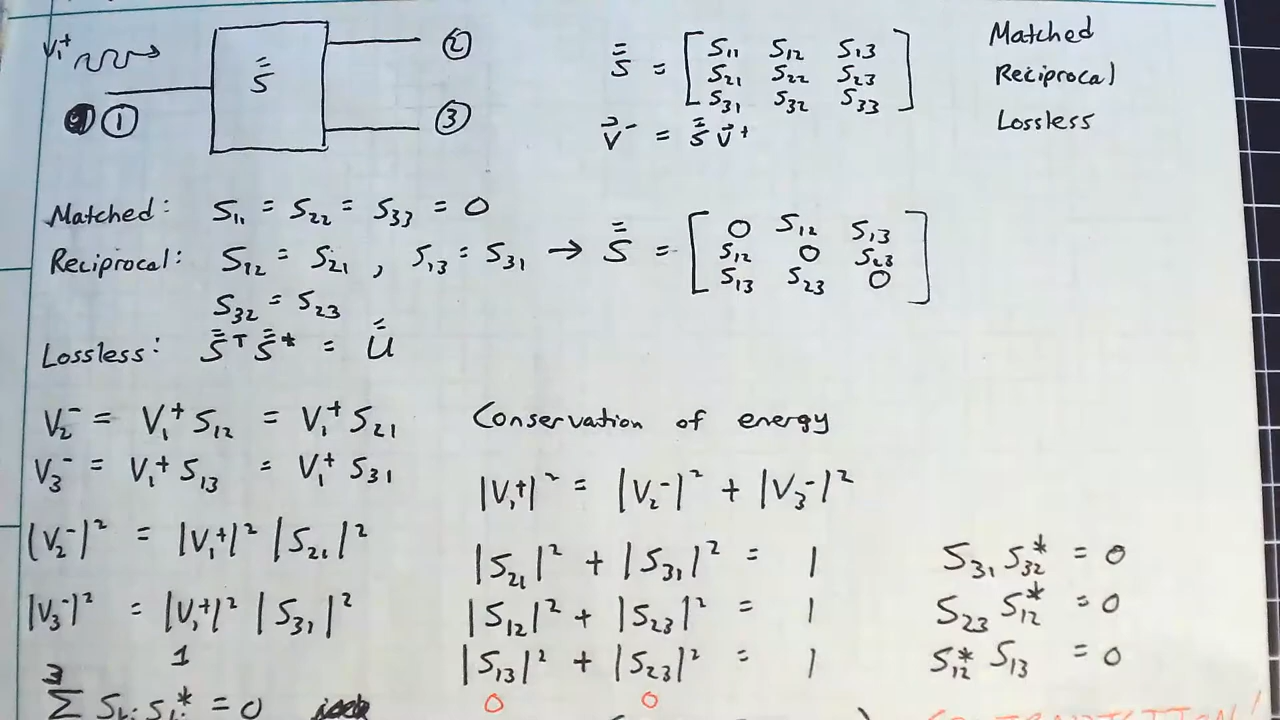 V₁⁺
S̿
②
①
③
S̿ = [ S₁₁ S₁₂ S₁₃
S₂₁ S₂₂ S₂₃
S₃₁ S₃₂ S₃₃ ]
V⃗⁻ = S̿ V⃗⁺
Matched
Reciprocal
Lossless
Matched: S₁₁ = S₂₂ = S₃₃ = 0
Reciprocal: S₁₂ = S₂₁ , S₁₃ = S₃₁ → S̿ = [ 0 S₁₂ S₁₃
S₁₂ 0 S₂₃
S₁₃ S₂₃ 0 ]
S₃₂ = S₂₃
Lossless: S̿ᵀ S̿* = U̿
V₂⁻ = V₁⁺ S₁₂ = V₁⁺ S₂₁
V₃⁻ = V₁⁺ S₁₃ = V₁⁺ S₃₁
|V₂⁻|² = |V₁⁺|² |S₂₁|²
|V₃⁻|² = |V₁⁺|² |S₃₁|²
1
3
Conservation of energy
|V₁⁺|² = |V₂⁻|² + |V₃⁻|²
|S₂₁|² + |S₃₁|² = 1
|S₁₂|² + |S₂₃|² = 1
|S₁₃|² + |S₂₃|² = 1
0 0
S₃₁ S₃₂* = 0
S₂₃ S₁₂* = 0
S₁₂* S₁₃ = 0